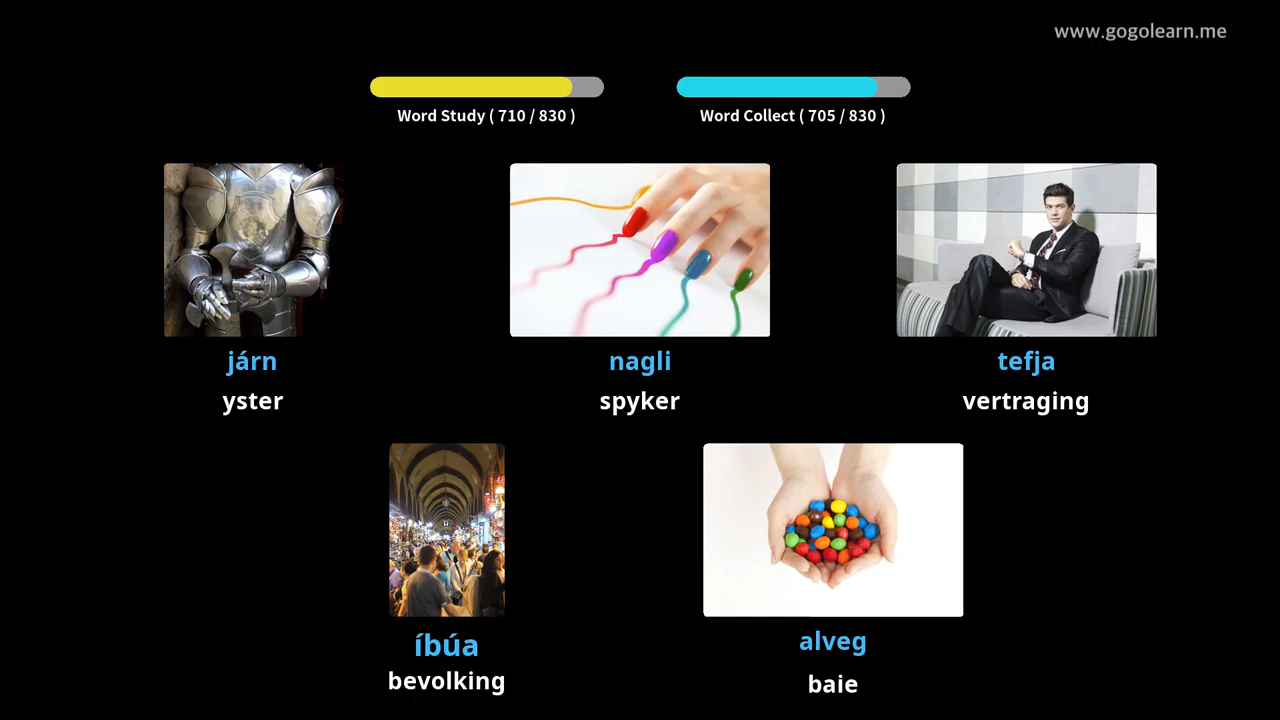 www.gogolearn.me
Word Study ( 710 / 830 )
Word Collect ( 705 / 830 )
járn
nagli
tefja
yster
spyker
vertraging
íbúa
alveg
bevolking
baie